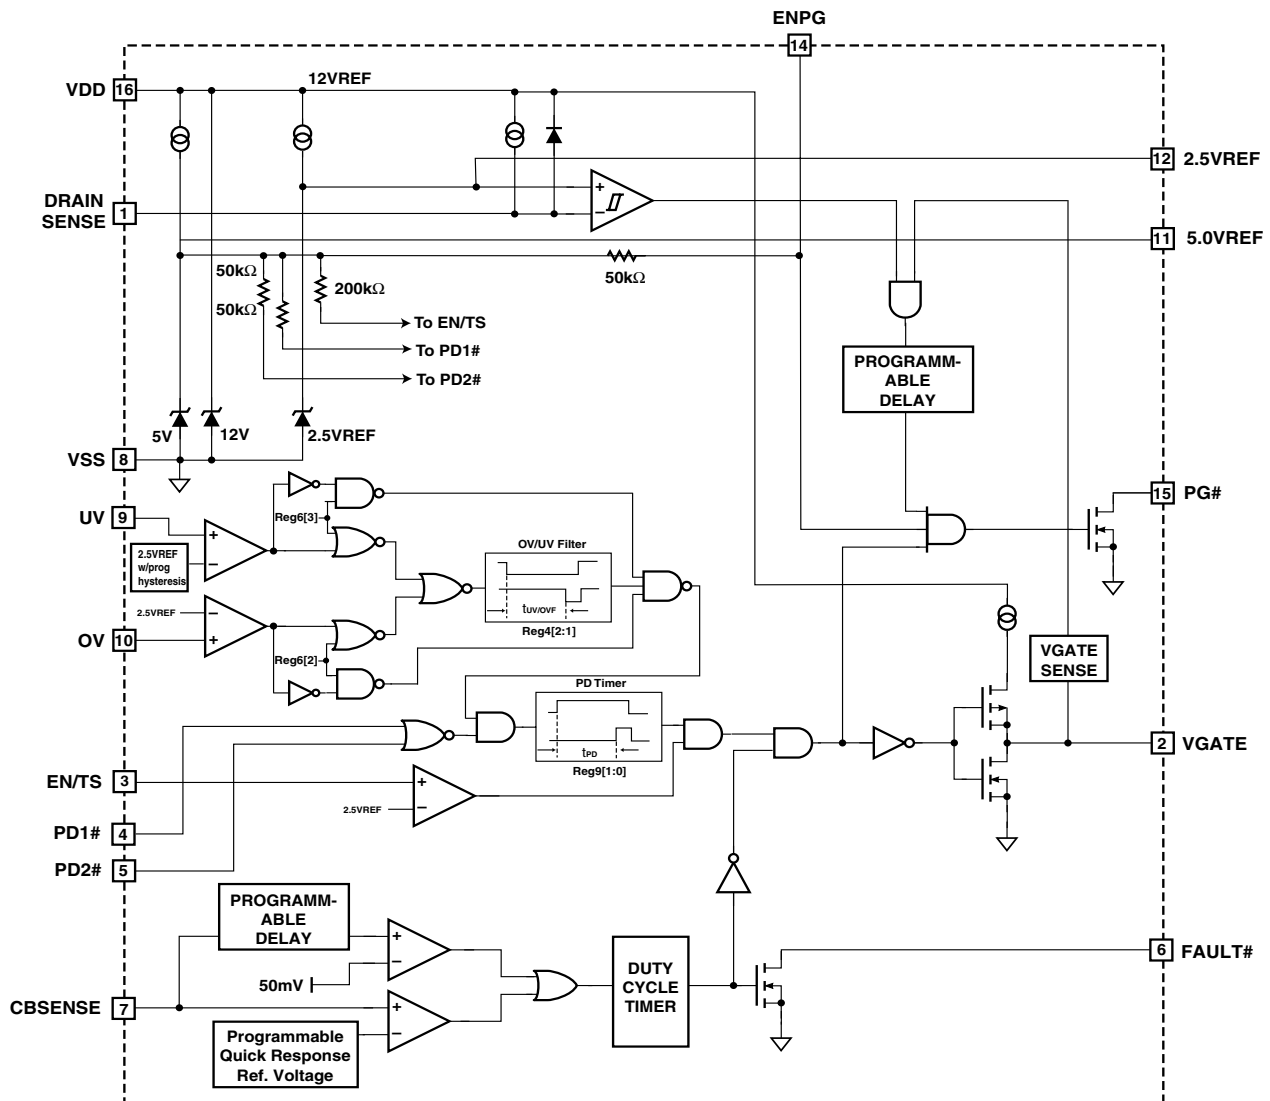 ENPG
14
VDD 16
12VREF
12 2.5VREF
DRAIN
SENSE 1
+
−
11 5.0VREF
50kΩ
200kΩ
50kΩ
50kΩ
To EN/TS
To PD1#
To PD2#
PROGRAMM-
ABLE
DELAY
5V
12V
2.5VREF
VSS 8
UV 9
Reg6[3]
15 PG#
+
−
2.5VREF
w/prog
hysteresis
OV/UV Filter
tUV/OVF
Reg4[2:1]
2.5VREF
−
+
OV 10
Reg6[2]
VGATE
SENSE
PD Timer
tPD
Reg9[1:0]
2 VGATE
EN/TS 3
+
−
2.5VREF
PD1# 4
PD2# 5
PROGRAMM-
ABLE
DELAY
+
−
50mV
6 FAULT#
DUTY
CYCLE
TIMER
CBSENSE 7
+
−
Programmable
Quick Response
Ref. Voltage